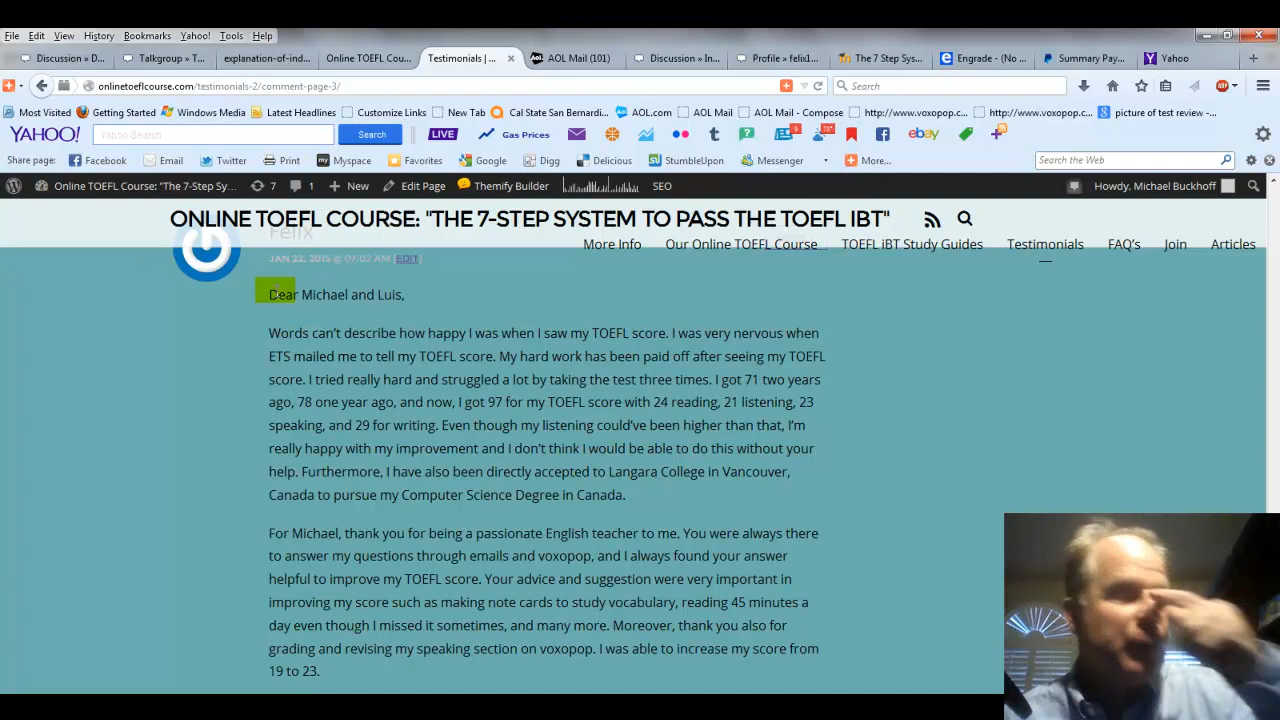 File Edit View History Bookmarks Yahoo! Tools Help
Discussion » D... Talkgroup » T... explanation-of-ind... Online TOEFL Cou... Testimonials | ... AOL Mail (101) Discussion » In... Profile » felix1... The 7 Step Sys... Engrade - (No ... Summary Pay... Yahoo
onlinetoeflcourse.com/testimonials-2/comment-page-3/ Search
Most Visited Getting Started Windows Media Latest Headlines Customize Links New Tab Cal State San Bernardi... AOL.com AOL Mail AOL Mail - Compose http://www.voxopop.c... http://www.voxopop.c... picture of test review -...
YAHOO! Yahoo Search Search LIVE Gas Prices ebay
Share page: Facebook Email Twitter Print Myspace Favorites Google Digg Delicious StumbleUpon Messenger More... Search the Web
Online TOEFL Course: "The 7-Step Sy... 7 1 New Edit Page Themify Builder SEO Howdy, Michael Buckhoff
ONLINE TOEFL COURSE: "THE 7-STEP SYSTEM TO PASS THE TOEFL IBT"
More Info Our Online TOEFL Course TOEFL iBT Study Guides Testimonials FAQ's Join Articles
Felix
JAN 22, 2015 @ 09:02 AM [EDIT]
Dear Michael and Luis,
Words can't describe how happy I was when I saw my TOEFL score. I was very nervous when
ETS mailed me to tell my TOEFL score. My hard work has been paid off after seeing my TOEFL
score. I tried really hard and struggled a lot by taking the test three times. I got 71 two years
ago, 78 one year ago, and now, I got 97 for my TOEFL score with 24 reading, 21 listening, 23
speaking, and 29 for writing. Even though my listening could've been higher than that, I'm
really happy with my improvement and I don't think I would be able to do this without your
help. Furthermore, I have also been directly accepted to Langara College in Vancouver,
Canada to pursue my Computer Science Degree in Canada.
For Michael, thank you for being a passionate English teacher to me. You were always there
to answer my questions through emails and voxopop, and I always found your answer
helpful to improve my TOEFL score. Your advice and suggestion were very important in
improving my score such as making note cards to study vocabulary, reading 45 minutes a
day even though I missed it sometimes, and many more. Moreover, thank you also for
grading and revising my speaking section on voxopop. I was able to increase my score from
19 to 23.